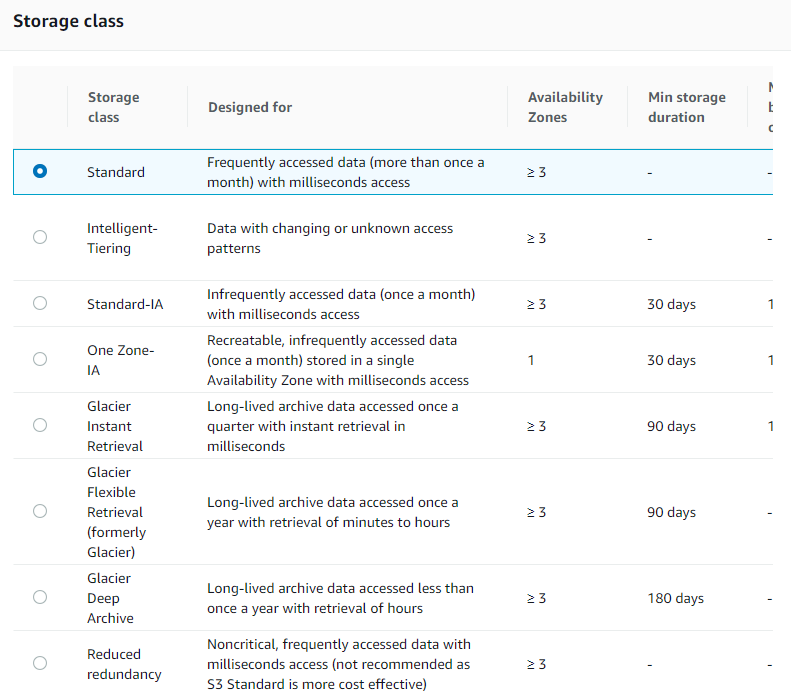 Storage class
Storage
class
Designed for
Availability
Zones
Min storage
duration
Standard
Frequently accessed data (more than once a
month) with milliseconds access
≥ 3
-
-
Intelligent-
Tiering
Data with changing or unknown access
patterns
≥ 3
-
-
Standard-IA
Infrequently accessed data (once a month)
with milliseconds access
≥ 3
30 days
1
One Zone-
IA
Recreatable, infrequently accessed data
(once a month) stored in a single
Availability Zone with milliseconds access
1
30 days
1
Glacier
Instant
Retrieval
Long-lived archive data accessed once a
quarter with instant retrieval in
milliseconds
≥ 3
90 days
1
Glacier
Flexible
Retrieval
(formerly
Glacier)
Long-lived archive data accessed once a
year with retrieval of minutes to hours
≥ 3
90 days
-
Glacier
Deep
Archive
Long-lived archive data accessed less than
once a year with retrieval of hours
≥ 3
180 days
-
Reduced
redundancy
Noncritical, frequently accessed data with
milliseconds access (not recommended as
S3 Standard is more cost effective)
≥ 3
-
-